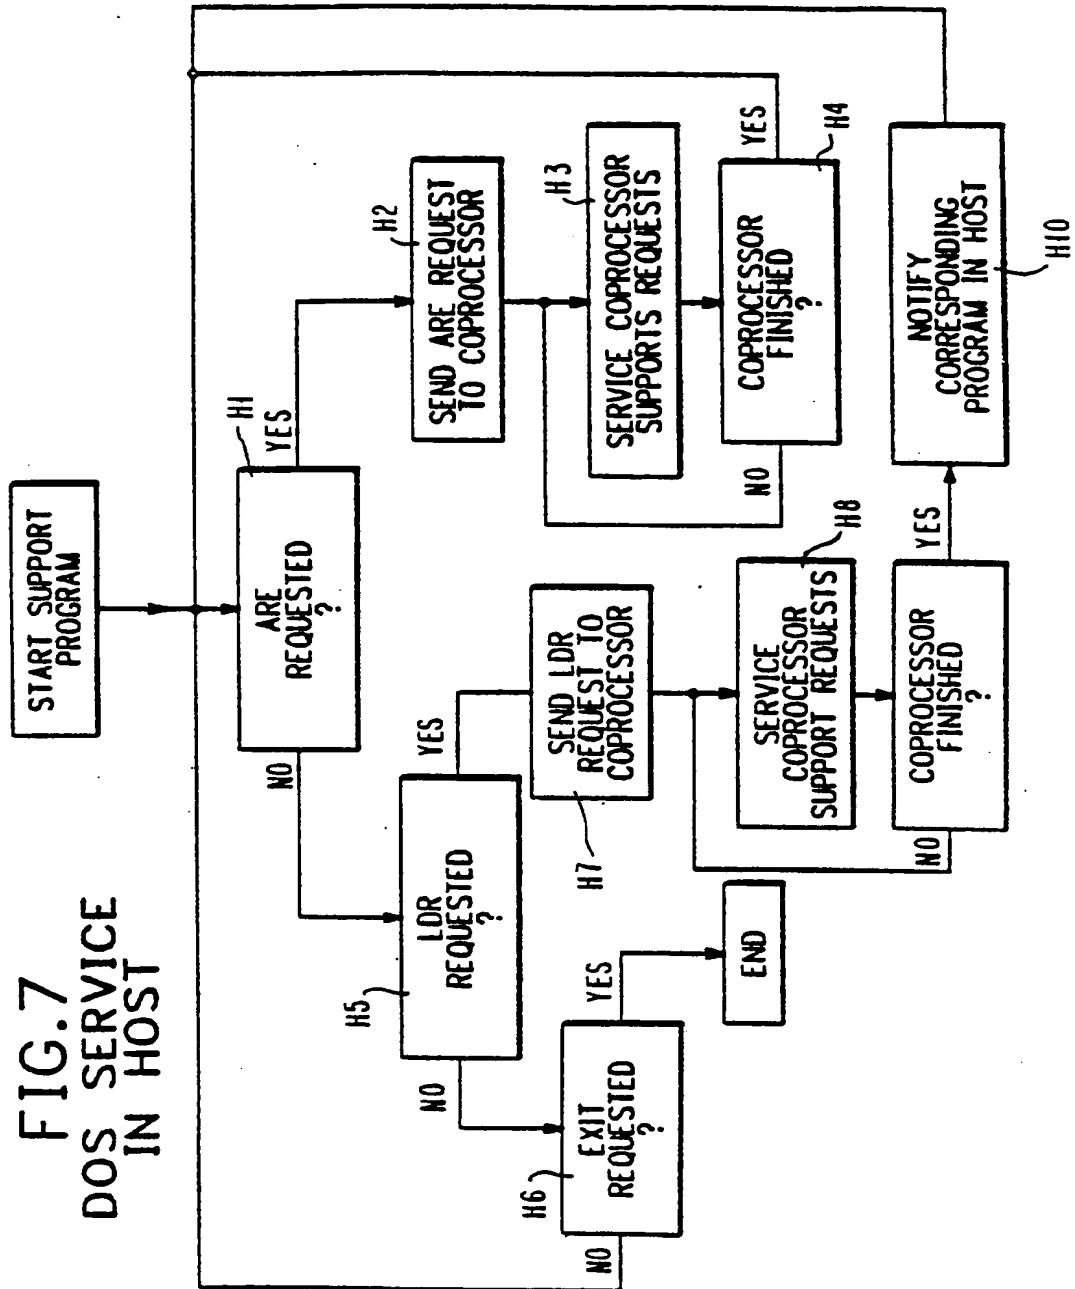 FIG.7
DOS SERVICE
IN HOST
START SUPPORT
PROGRAM
H1
ARE
REQUESTED
?
NO
YES
H2
SEND ARE REQUEST
TO COPROCESSOR
H3
SERVICE COPROCESSOR
SUPPORTS REQUESTS
COPROCESSOR
FINISHED
?
H4
NO
YES
H5
LDR
REQUESTED
?
NO
YES
H6
EXIT
REQUESTED
?
NO
YES
END
H7
SEND LDR
REQUEST TO
COPROCESSOR
SERVICE
COPROCESSOR
SUPPORT REQUESTS
H8
COPROCESSOR
FINISHED
?
NO
YES
NOTIFY
CORRESPONDING
PROGRAM IN HOST
H10